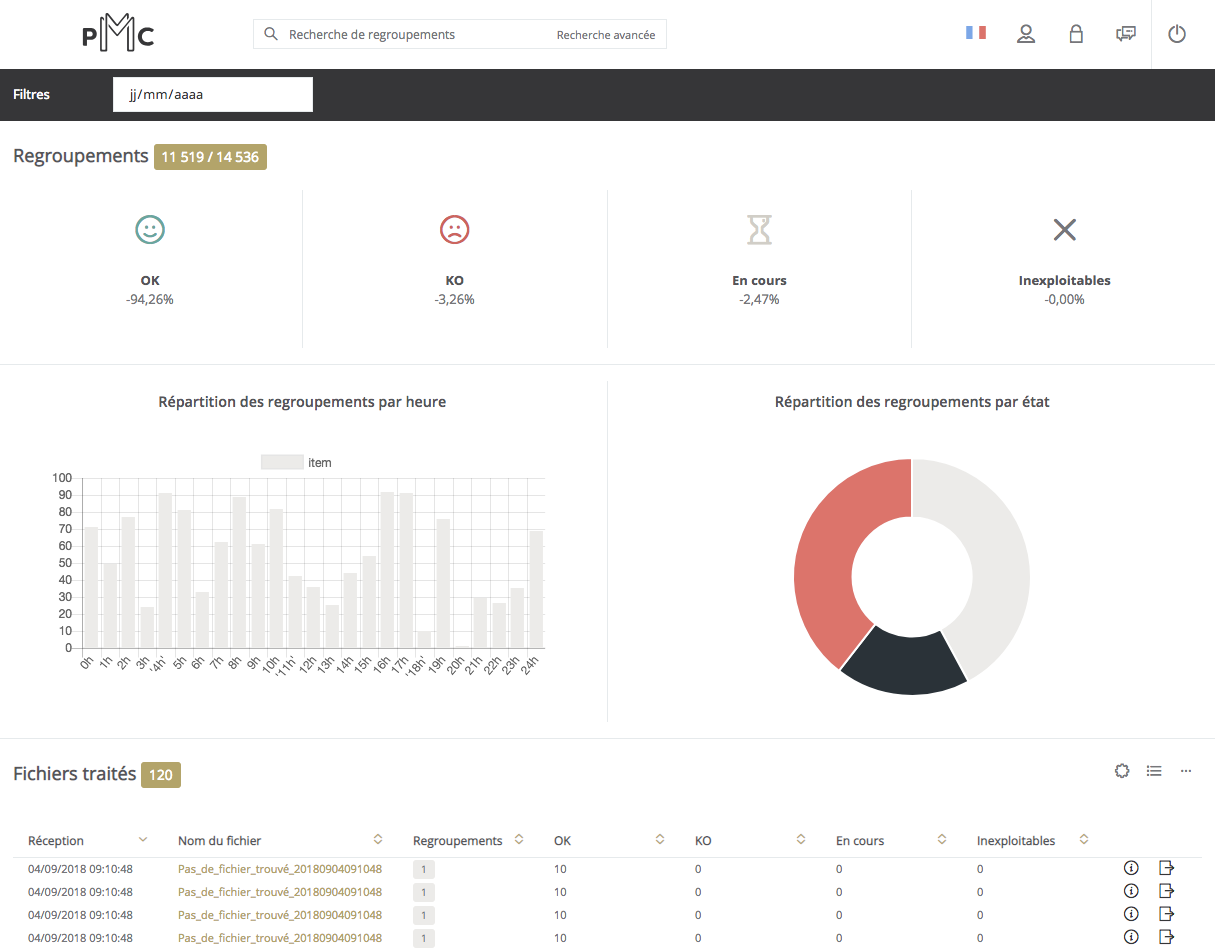 PMC
Recherche de regroupements Recherche avancée
Filtres jj/mm/aaaa
Regroupements 11 519 / 14 536
OK KO En cours Inexploitables
-94,26% -3,26% -2,47% -0,00%
Répartition des regroupements par heure
item
100
90
80
70
60
50
40
30
20
10
0
0h 1h 2h 3h '4h' 5h 6h 7h 8h 9h 10h '11h' 12h 13h 14h 15h 16h 17h '18h' 19h 20h 21h 22h 23h 24h
Répartition des regroupements par état
Fichiers traités 120
Réception Nom du fichier Regroupements OK KO En cours Inexploitables
04/09/2018 09:10:48 Pas_de_fichier_trouvé_20180904091048 1 10 0 0 0
04/09/2018 09:10:48 Pas_de_fichier_trouvé_20180904091048 1 10 0 0 0
04/09/2018 09:10:48 Pas_de_fichier_trouvé_20180904091048 1 10 0 0 0
04/09/2018 09:10:48 Pas_de_fichier_trouvé_20180904091048 1 10 0 0 0